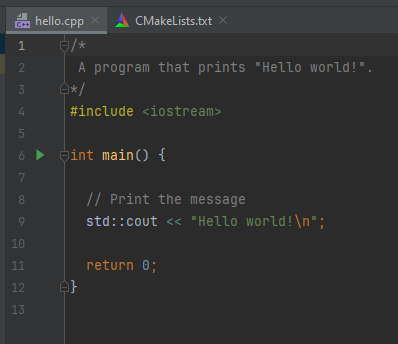 hello.cpp CMakeLists.txt
1 /*
2 A program that prints "Hello world!".
3 */
4 #include <iostream>
5
6 int main() {
7
8 // Print the message
9 std::cout << "Hello world!\n";
10
11 return 0;
12 }
13